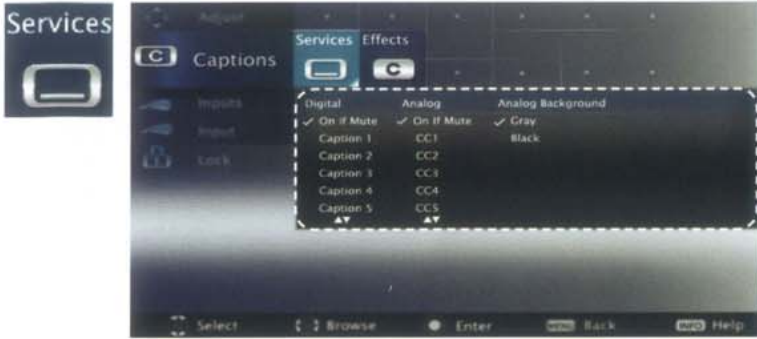 Services
Adjust
Services Effects
C Captions
C
Inputs
Digital Analog Analog Background
✓ On If Mute ✓ On If Mute ✓ Gray
Input
Caption 1 CC1 Black
Lock
Caption 2 CC2
Caption 3 CC3
Caption 4 CC4
Caption 5 CC5
Select Browse Enter MENU Back INFO Help